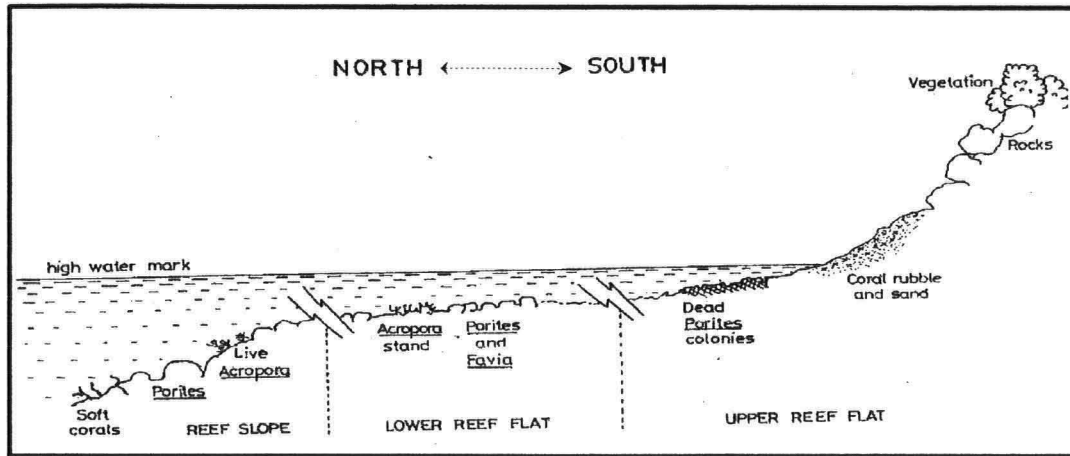 NORTH SOUTH
Vegetation
Rocks
high water mark
Coral rubble
and sand
Dead
Porites
colonies
Acropora
stand
Porites
and
Favia
Live
Acropora
Porites
Soft
corals
REEF SLOPE
LOWER REEF FLAT
UPPER REEF FLAT